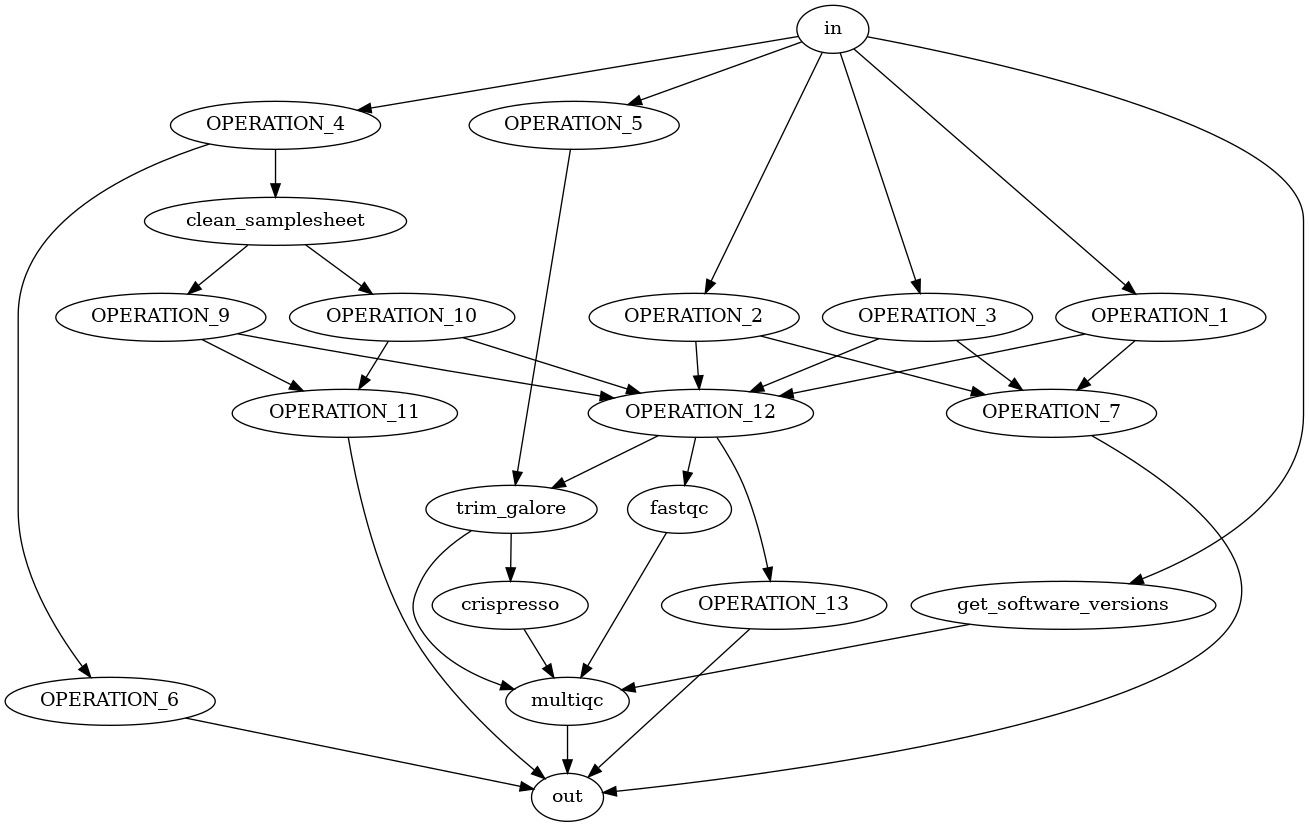 in
OPERATION_4
OPERATION_5
clean_samplesheet
OPERATION_9
OPERATION_10
OPERATION_2
OPERATION_3
OPERATION_1
OPERATION_11
OPERATION_12
OPERATION_7
trim_galore
fastqc
crispresso
OPERATION_13
get_software_versions
OPERATION_6
multiqc
out